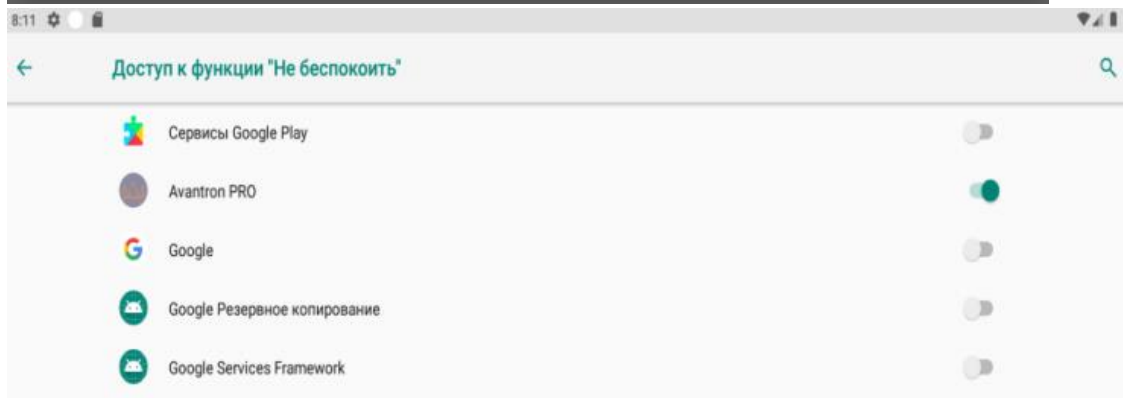 8:11
Доступ к функции "Не беспокоить"
Сервисы Google Play
Avantron PRO
Google
Google Резервное копирование
Google Services Framework